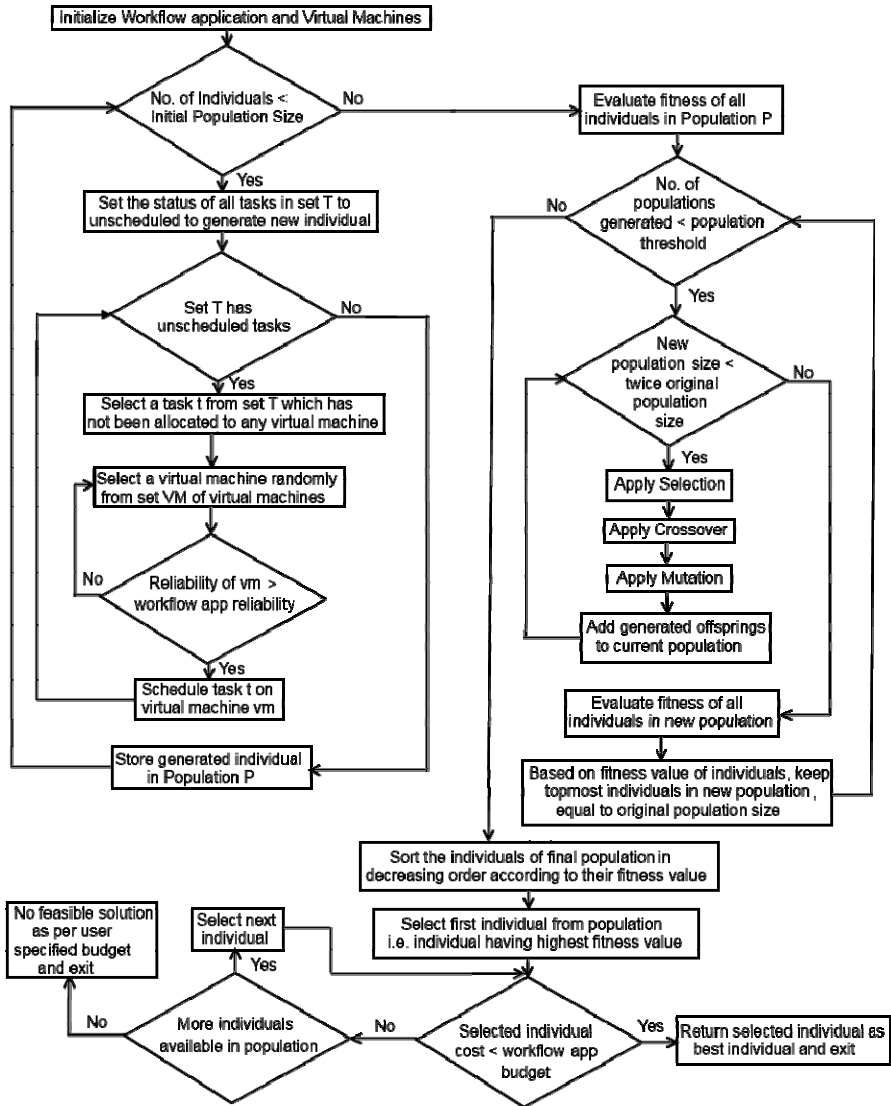 Initialize Workflow application and Virtual Machines
No. of Individuals <
Initial Population Size
No
Yes
Set the status of all tasks in set T to
unscheduled to generate new individual
Set T has
unscheduled tasks
No
Yes
Select a task t from set T which has
not been allocated to any virtual machine
Select a virtual machine randomly
from set VM of virtual machines
Reliability of vm >
workflow app reliability
No
Yes
Schedule task t on
virtual machine vm
Store generated individual
in Population P
Evaluate fitness of all
individuals in Population P
No. of
populations
generated < population
threshold
No
Yes
New
population size <
twice original
population
size
No
Yes
Apply Selection
Apply Crossover
Apply Mutation
Add generated offsprings
to current population
Evaluate fitness of all
individuals in new population
Based on fitness value of individuals, keep
topmost individuals in new population,
equal to original population size
Sort the individuals of final population in
decreasing order according to their fitness value
Select first individual from population
i.e. individual having highest fitness value
Selected individual
cost < workflow app
budget
Yes
Return selected individual as
best individual and exit
No
More individuals
available in population
Yes
Select next
individual
No
No feasible solution
as per user
specified budget
and exit